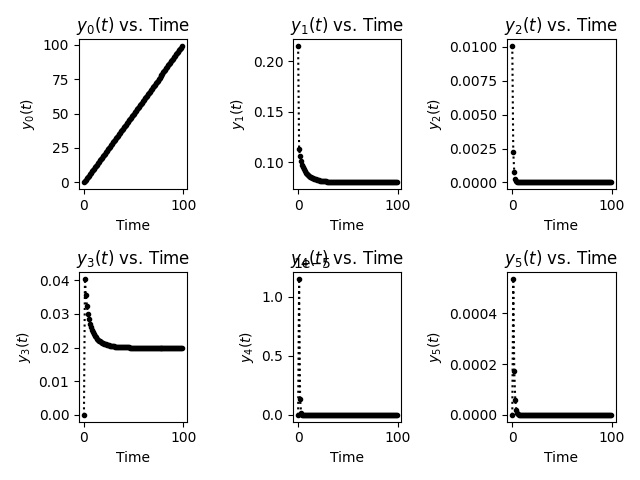 y₀(t) vs. Time
y₁(t) vs. Time
y₂(t) vs. Time
100
75
50
25
0
y₀(t)
0 100
Time
0.20
0.15
0.10
y₁(t)
0 100
Time
0.0100
0.0075
0.0050
0.0025
0.0000
y₂(t)
0 100
Time
y₃(t) vs. Time
y₄(t) vs. Time
1e−5
y₅(t) vs. Time
0.04
0.03
0.02
0.01
0.00
y₃(t)
0 100
Time
1.0
0.5
0.0
y₄(t)
0 100
Time
0.0004
0.0002
0.0000
y₅(t)
0 100
Time